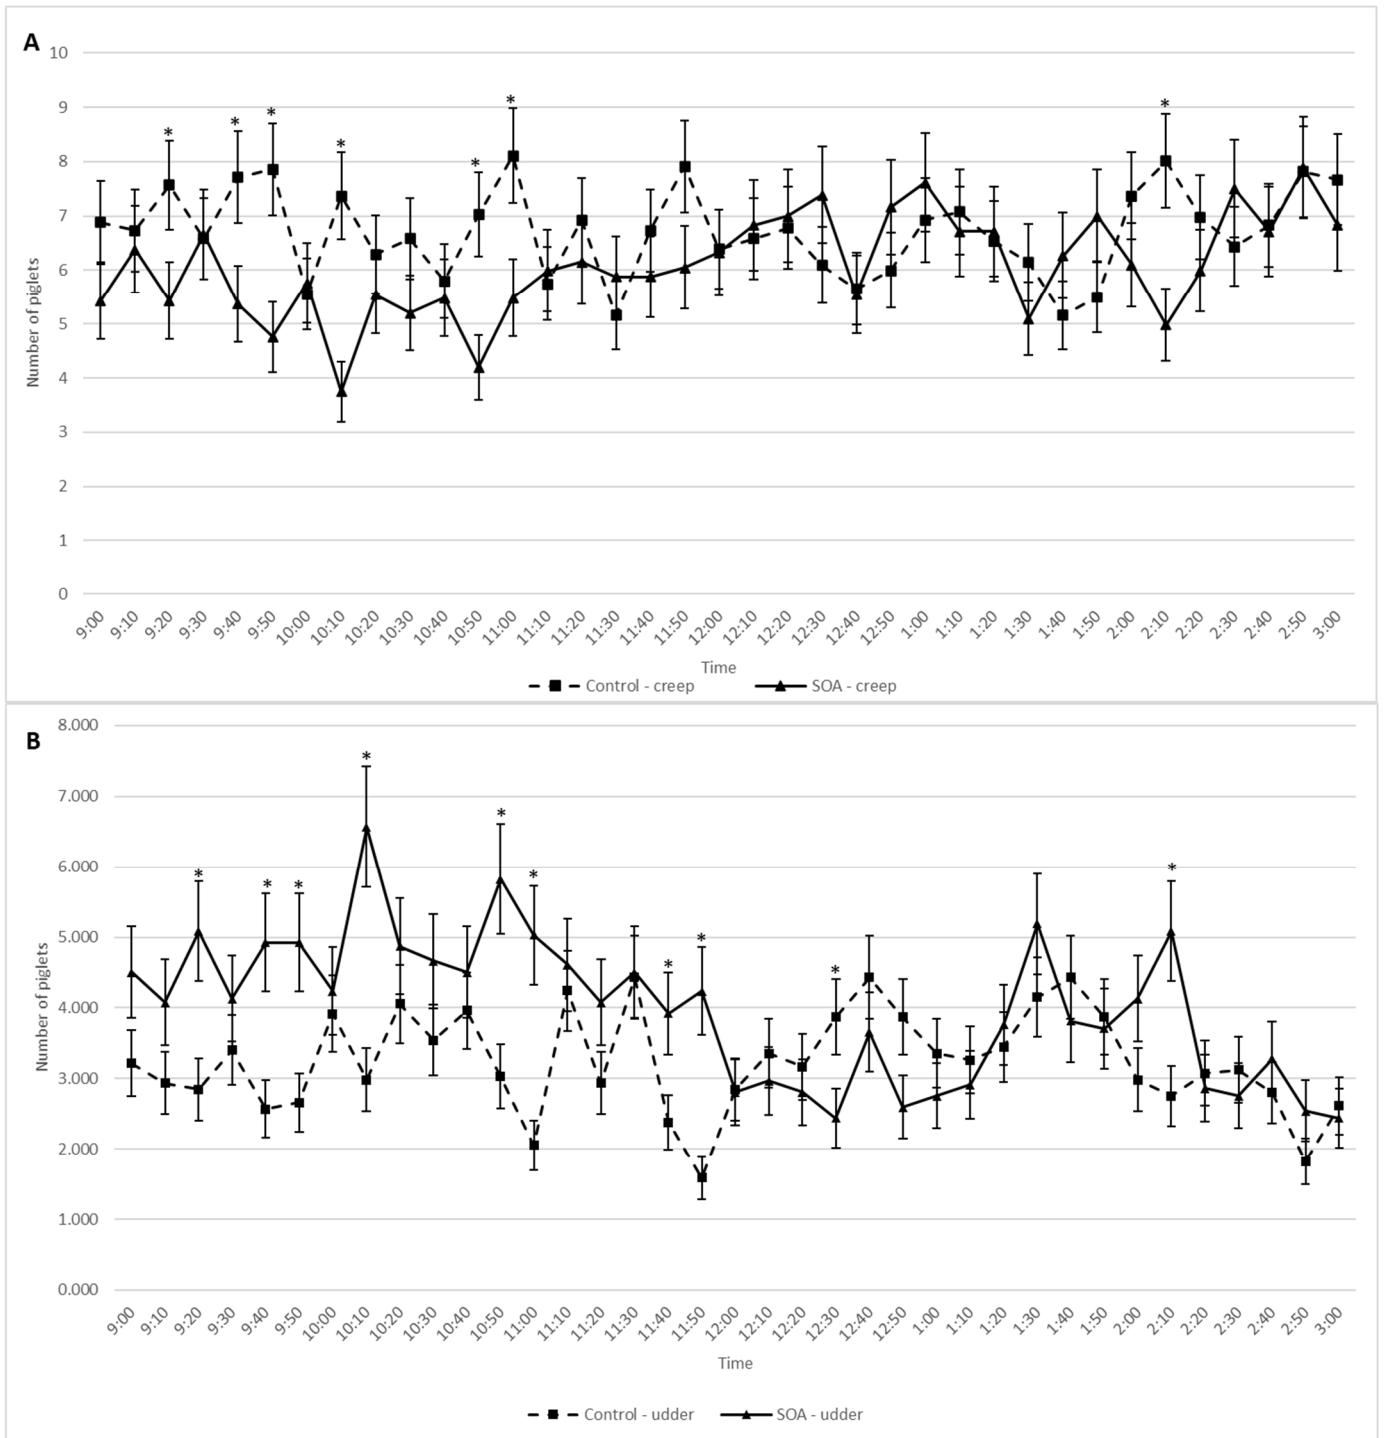 A
10
9
8
7
6
5
4
3
2
1
0
Number of piglets
* * * * * * *
9:00 9:10 9:20 9:30 9:40 9:50 10:00 10:10 10:20 10:30 10:40 10:50 11:00 11:10 11:20 11:30 11:40 11:50 12:00 12:10 12:20 12:30 12:40 12:50 1:00 1:10 1:20 1:30 1:40 1:50 2:00 2:10 2:20 2:30 2:40 2:50 3:00
Time
Control - creep SOA - creep
B
8.000
7.000
6.000
5.000
4.000
3.000
2.000
1.000
0.000
Number of piglets
* * * * * * * * * *
9:00 9:10 9:20 9:30 9:40 9:50 10:00 10:10 10:20 10:30 10:40 10:50 11:00 11:10 11:20 11:30 11:40 11:50 12:00 12:10 12:20 12:30 12:40 12:50 1:00 1:10 1:20 1:30 1:40 1:50 2:00 2:10 2:20 2:30 2:40 2:50 3:00
Time
Control - udder SOA - udder